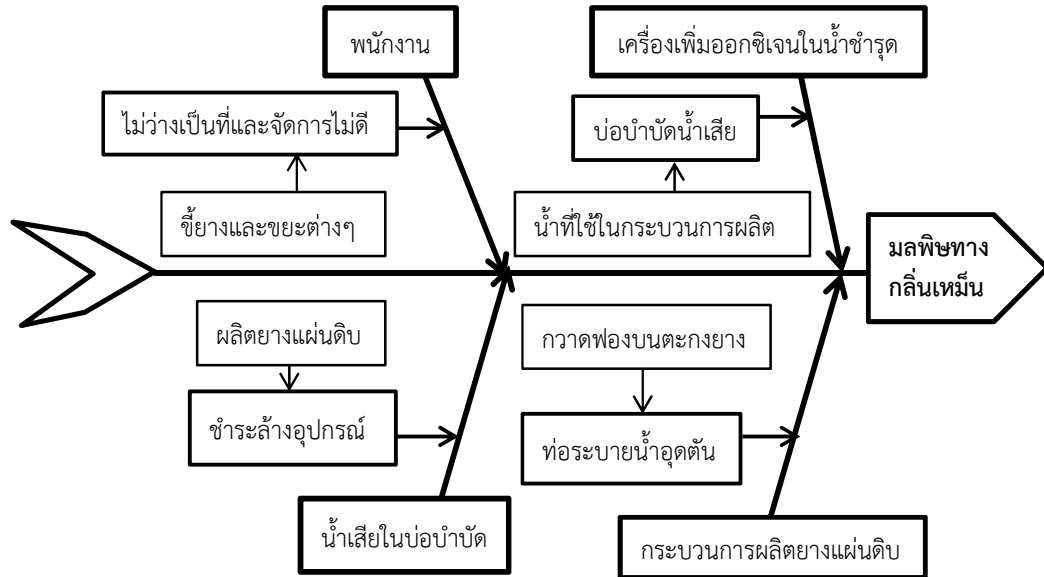 พนักงาน
เครื่องเพิ่มออกซิเจนในน้ำชำรุด
ไม่ว่างเป็นที่และจัดการไม่ดี
บ่อบำบัดน้ำเสีย
ขี้ยางและขยะต่างๆ
น้ำที่ใช้ในกระบวนการผลิต
มลพิษทาง
กลิ่นเหม็น
ผลิตยางแผ่นดิบ
กวาดฟองบนตะกงยาง
ชำระล้างอุปกรณ์
ท่อระบายน้ำอุดตัน
น้ำเสียในบ่อบำบัด
กระบวนการผลิตยางแผ่นดิบ